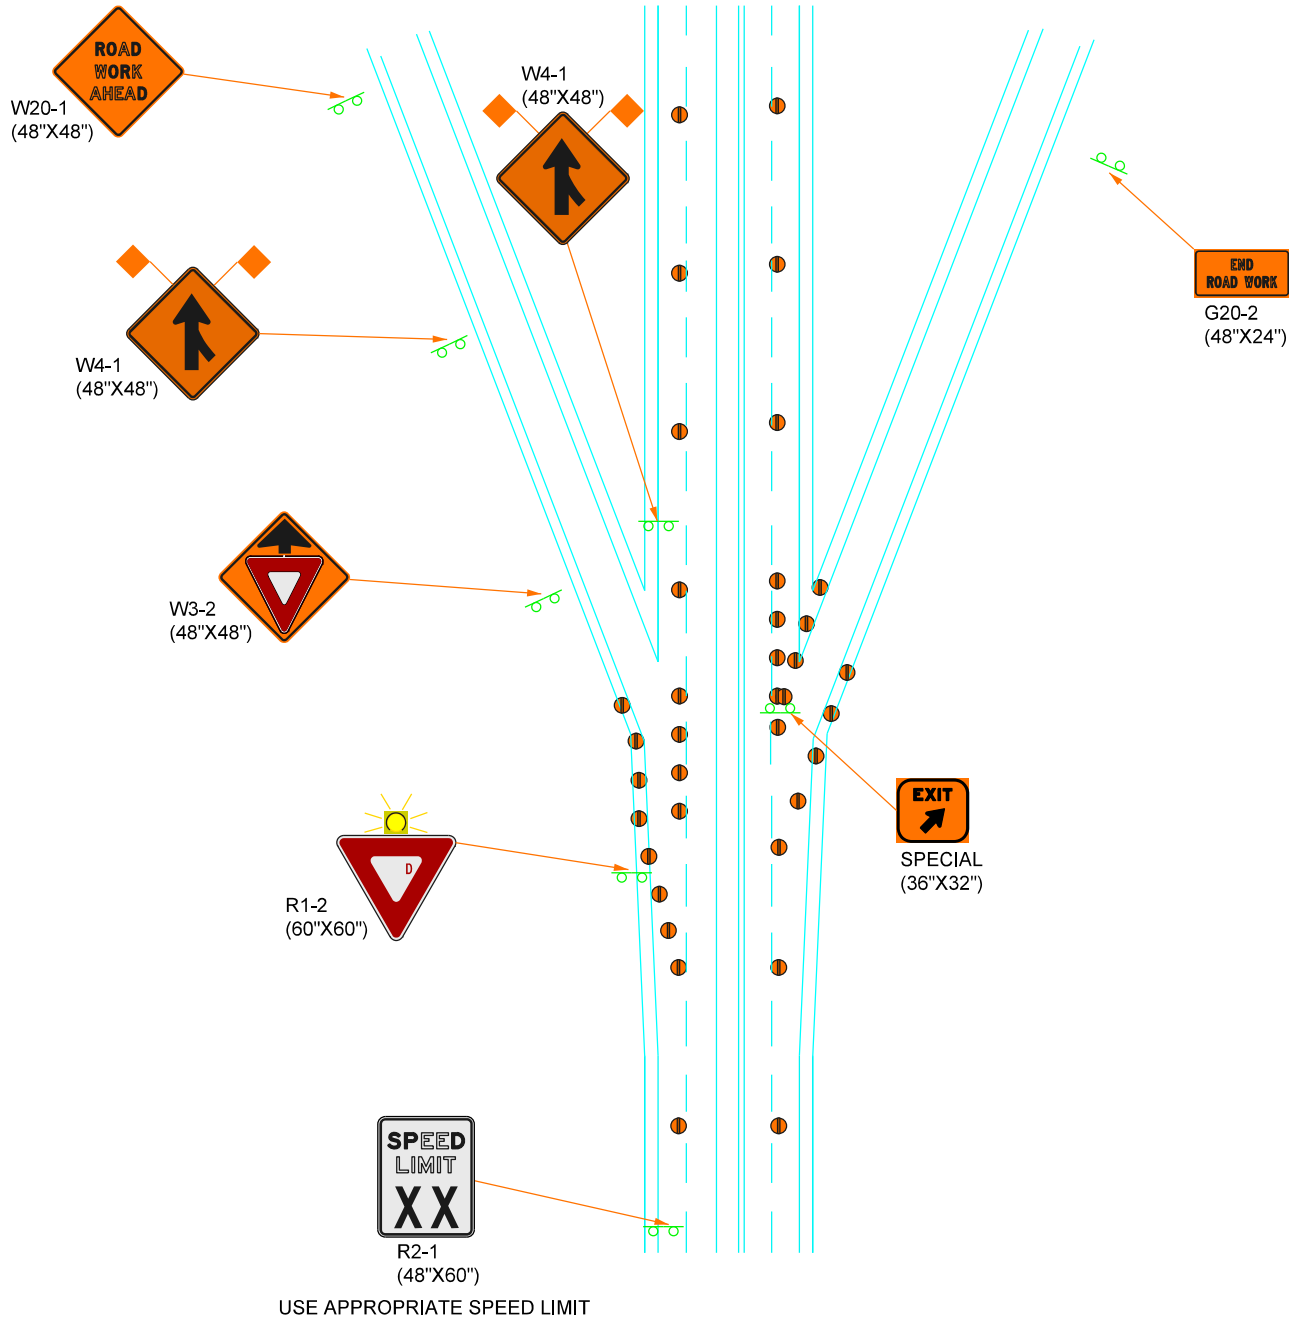 ROAD
WORK
AHEAD
W20-1
(48"X48")
W4-1
(48"X48")
END
ROAD WORK
G20-2
(48"X24")
W4-1
(48"X48")
W3-2
(48"X48")
EXIT
SPECIAL
(36"X32")
D
R1-2
(60"X60")
SPEED
LIMIT
XX
R2-1
(48"X60")
USE APPROPRIATE SPEED LIMIT